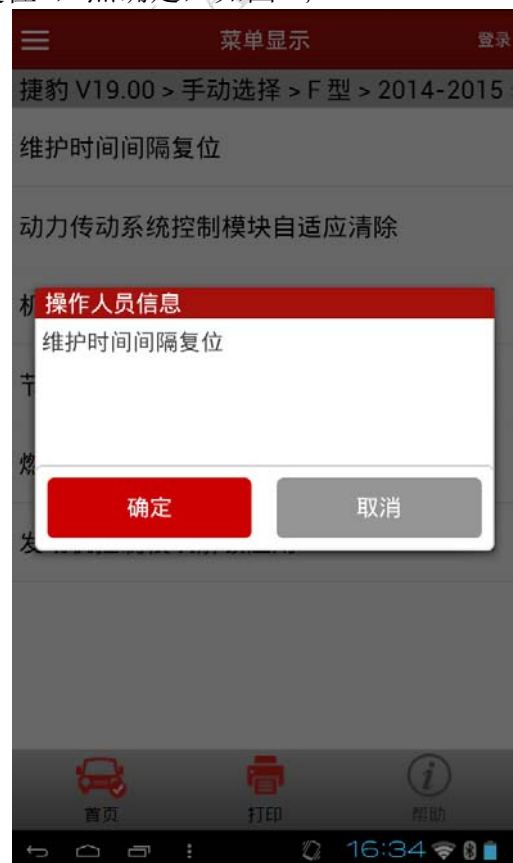 菜单显示
登录
捷豹 V19.00 > 手动选择 > F 型 > 2014-2015
维护时间间隔复位
动力传动系统控制模块自适应清除
操作人员信息
维护时间间隔复位
确定
取消
首页
打印
帮助
16:34